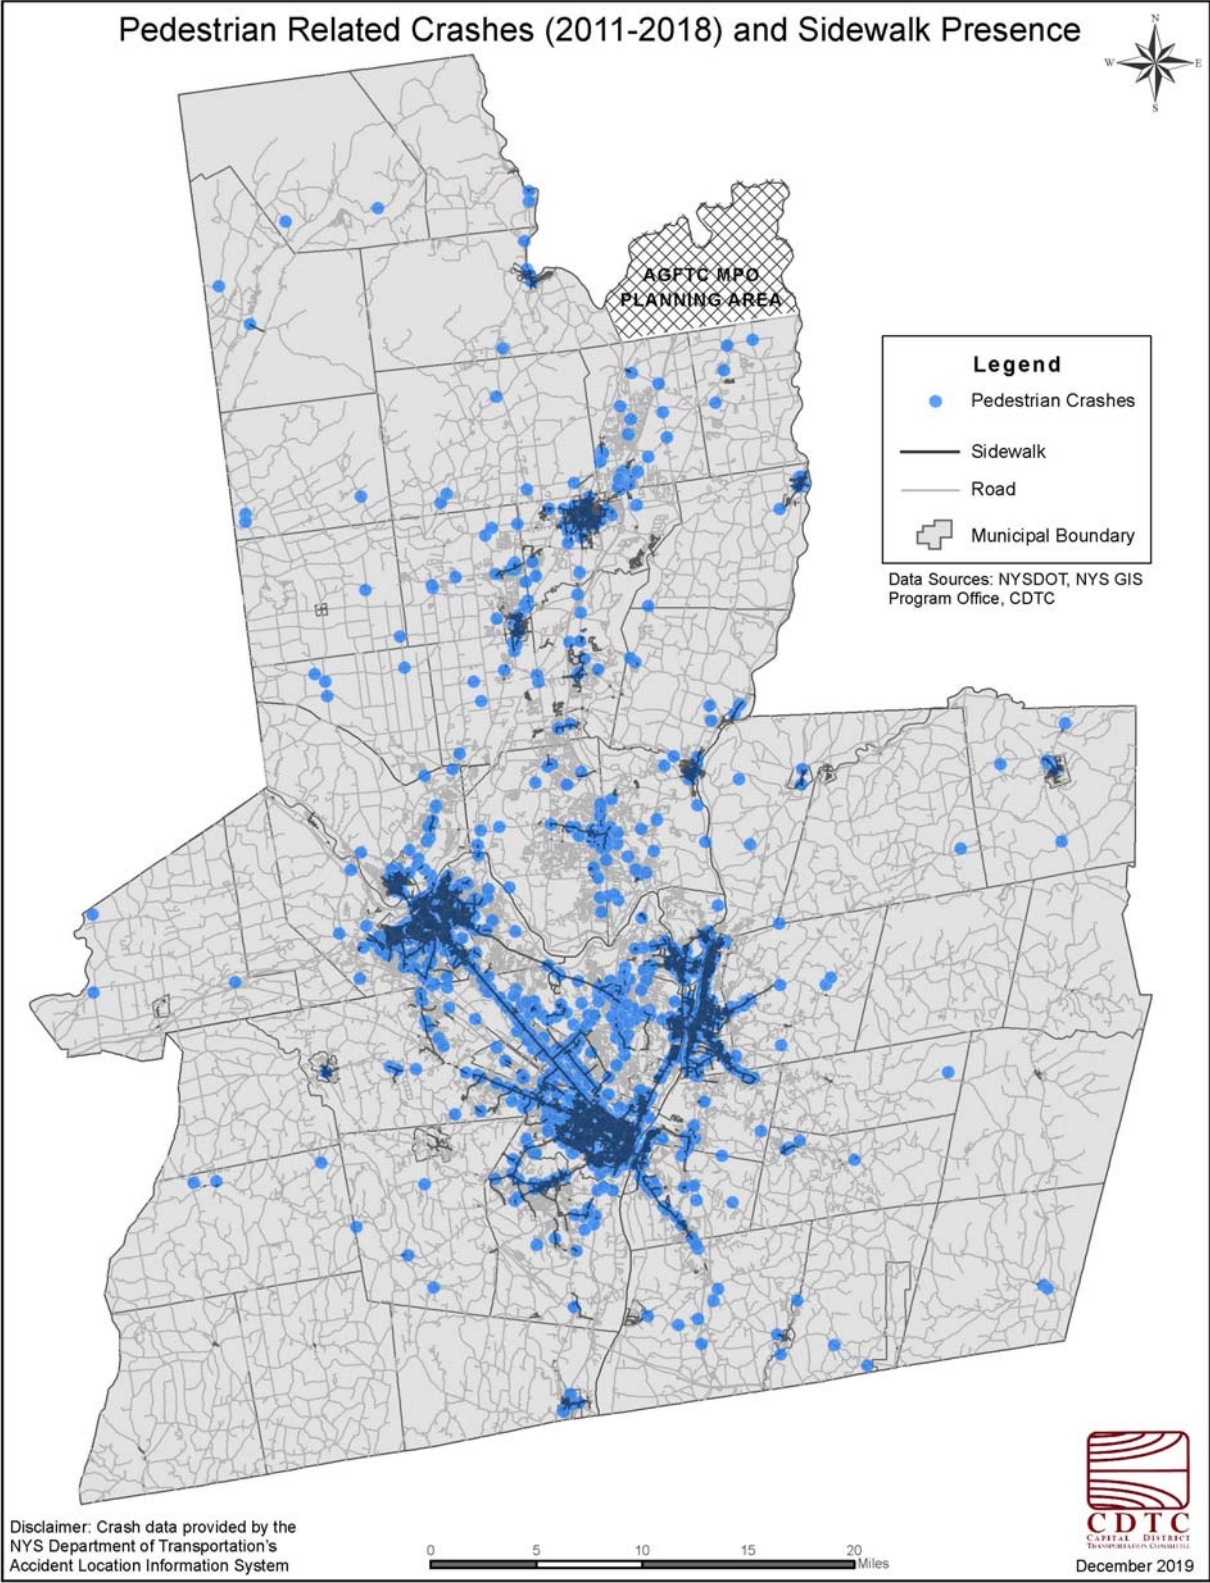 Pedestrian Related Crashes (2011-2018) and Sidewalk Presence
N
W
E
S
AGFTC MPO
PLANNING AREA
Legend
Pedestrian Crashes
Sidewalk
Road
Municipal Boundary
Data Sources: NYSDOT, NYS GIS
Program Office, CDTC
Disclaimer: Crash data provided by the
NYS Department of Transportation's
Accident Location Information System
0 5 10 15 20
Miles
CDTC
CAPITAL DISTRICT
TRANSPORTATION COMMITTEE
December 2019